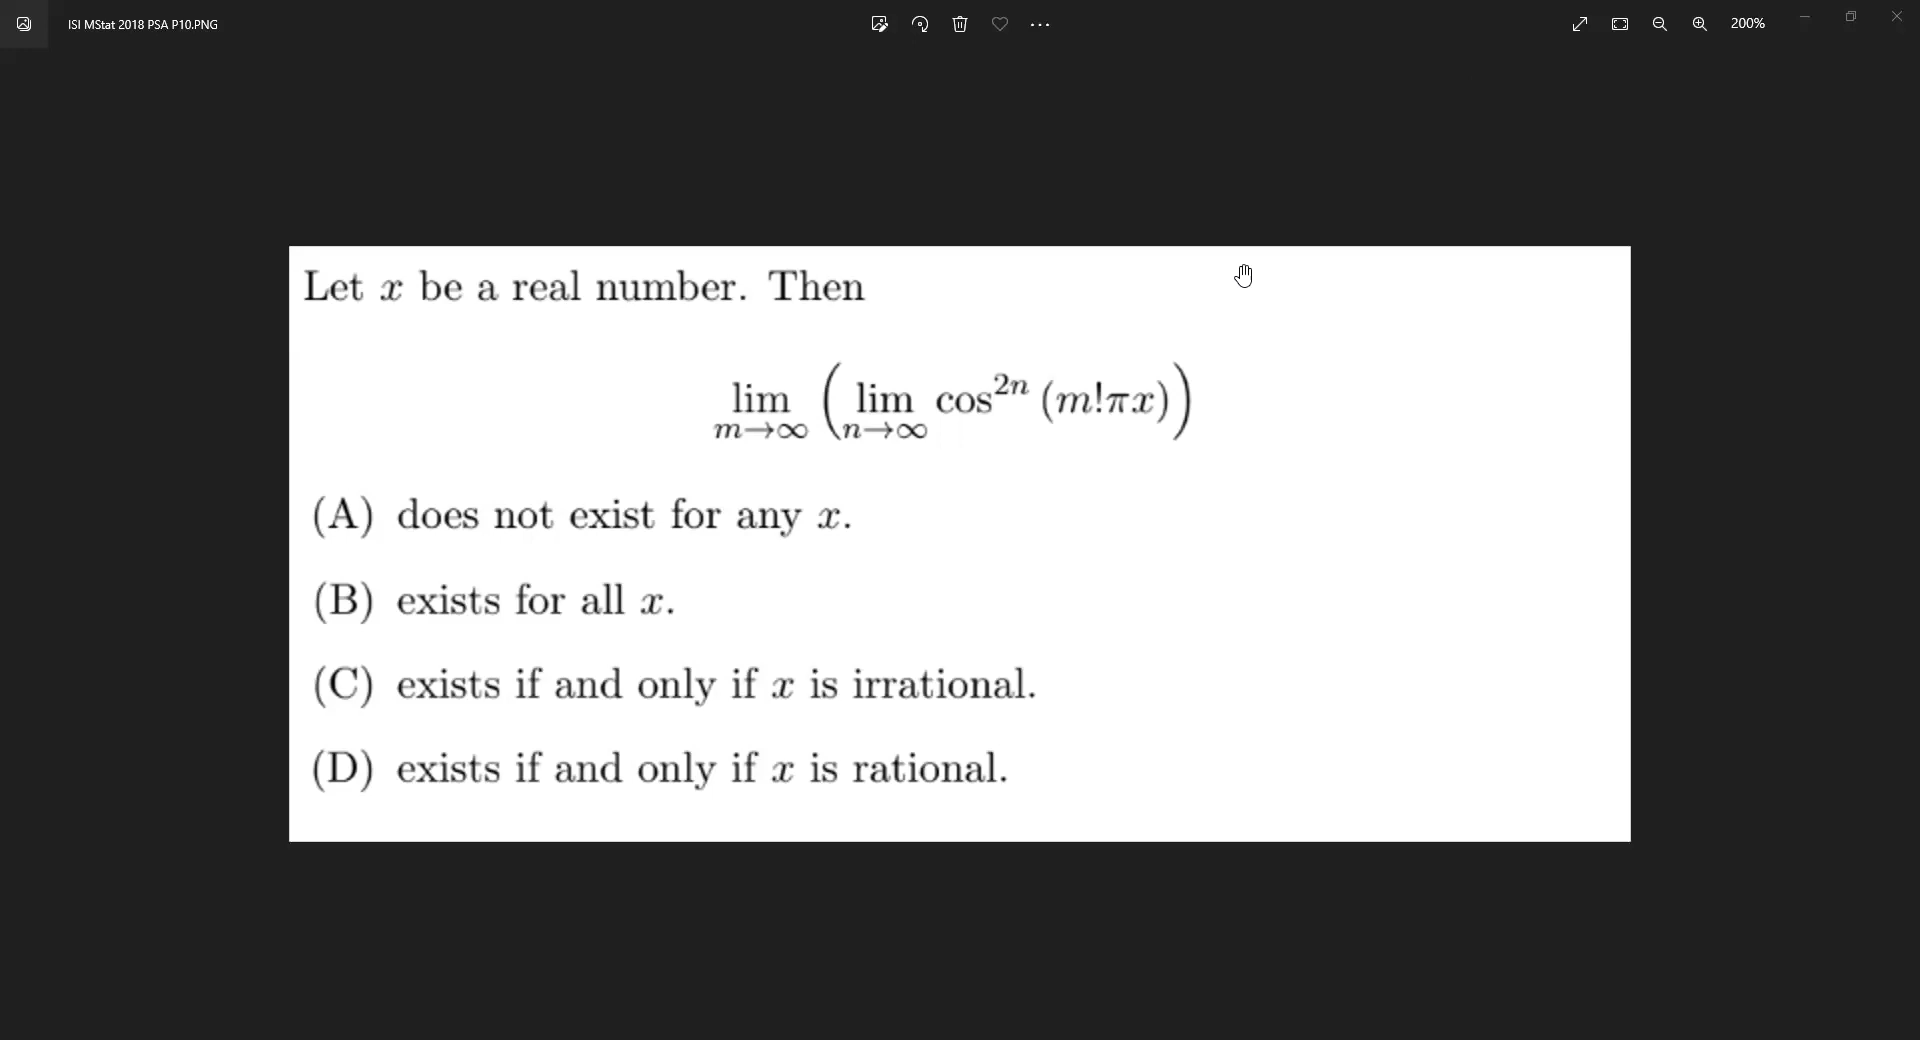 ISI MStat 2018 PSA P10.PNG
200%
Let x be a real number. Then
lim_{m→∞} ( lim_{n→∞} cos^{2n} (m!πx) )
(A) does not exist for any x.
(B) exists for all x.
(C) exists if and only if x is irrational.
(D) exists if and only if x is rational.